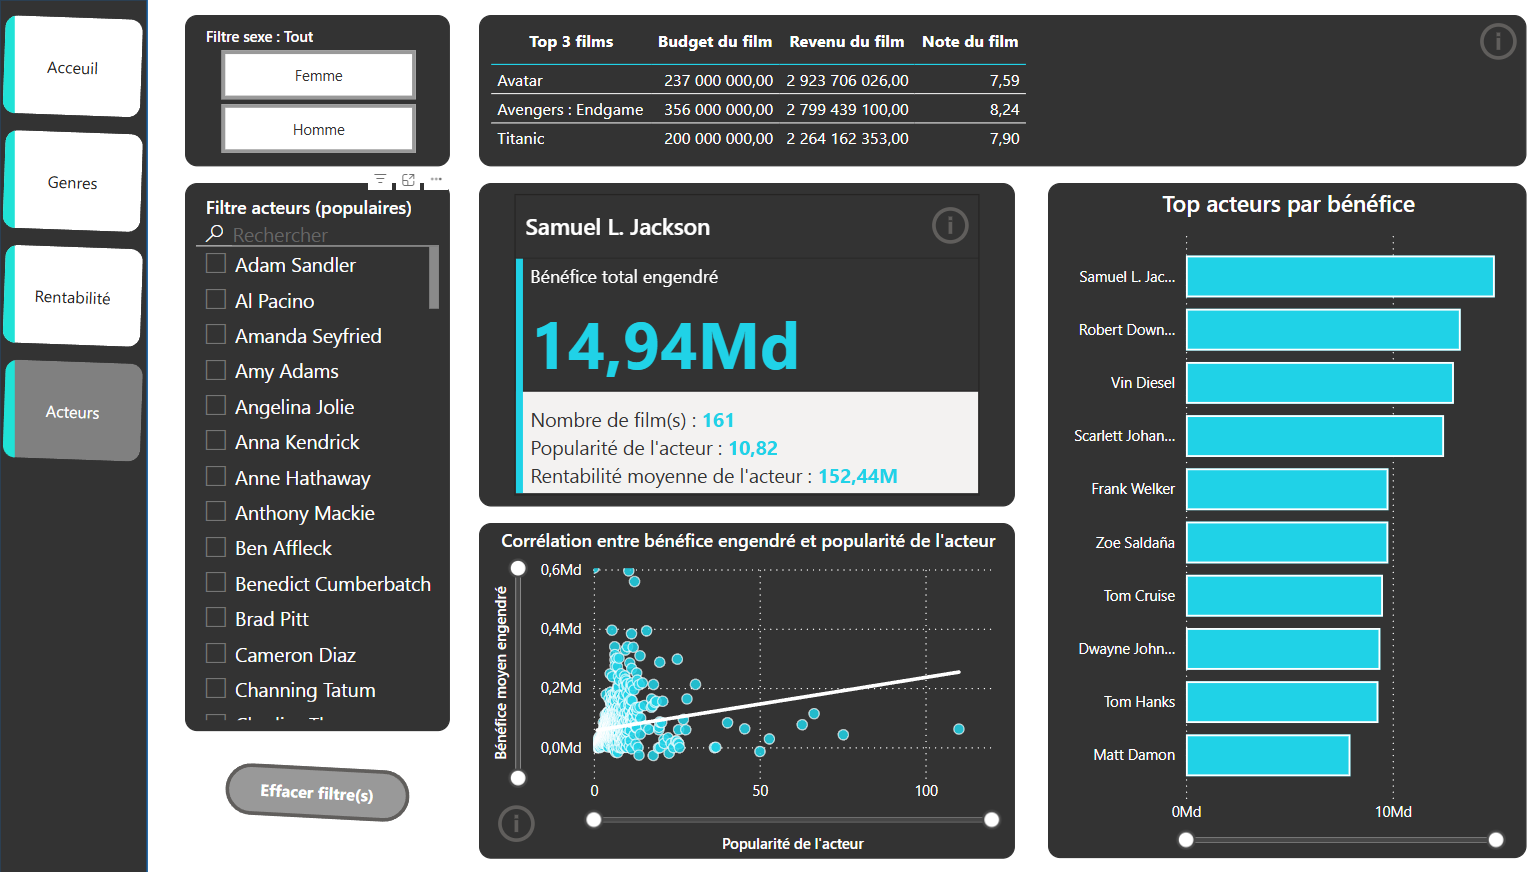 Acceuil
Genres
Rentabilité
Acteurs
Filtre sexe : Tout
Femme
Homme
Top 3 films Budget du film Revenu du film Note du film
Avatar 237 000 000,00 2 923 706 026,00 7,59
Avengers : Endgame 356 000 000,00 2 799 439 100,00 8,24
Titanic 200 000 000,00 2 264 162 353,00 7,90
Filtre acteurs (populaires)
Rechercher
Adam Sandler
Al Pacino
Amanda Seyfried
Amy Adams
Angelina Jolie
Anna Kendrick
Anne Hathaway
Anthony Mackie
Ben Affleck
Benedict Cumberbatch
Brad Pitt
Cameron Diaz
Channing Tatum
Effacer filtre(s)
Samuel L. Jackson
Bénéfice total engendré
14,94Md
Nombre de film(s) : 161
Popularité de l'acteur : 10,82
Rentabilité moyenne de l'acteur : 152,44M
Corrélation entre bénéfice engendré et popularité de l'acteur
Bénéfice moyen engendré
0,6Md
0,4Md
0,2Md
0,0Md
0 50 100
Popularité de l'acteur
Top acteurs par bénéfice
Samuel L. Jac...
Robert Down...
Vin Diesel
Scarlett Johan...
Frank Welker
Zoe Saldaña
Tom Cruise
Dwayne John...
Tom Hanks
Matt Damon
0Md 10Md